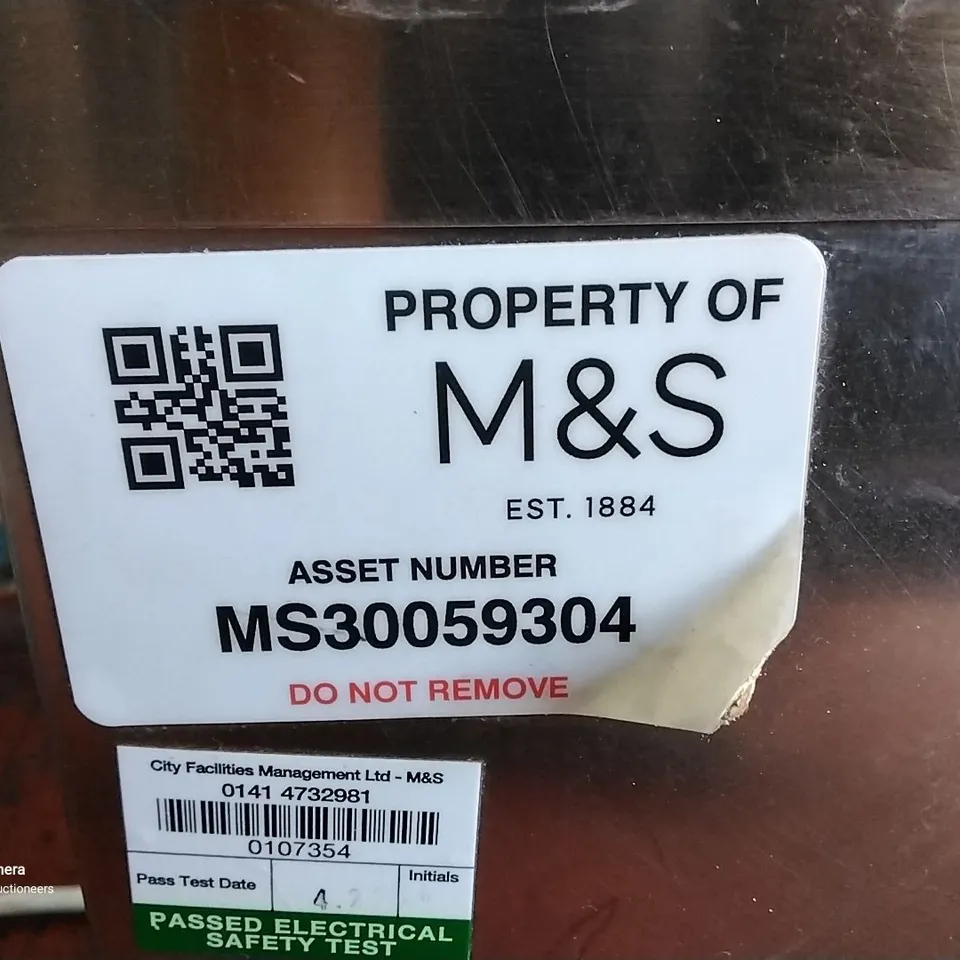 PROPERTY OF
M&S
EST. 1884
ASSET NUMBER
MS30059304
DO NOT REMOVE
City Facilities Management Ltd - M&S
0141 4732981
0107354
Pass Test Date
Initials
PASSED ELECTRICAL
SAFETY TEST